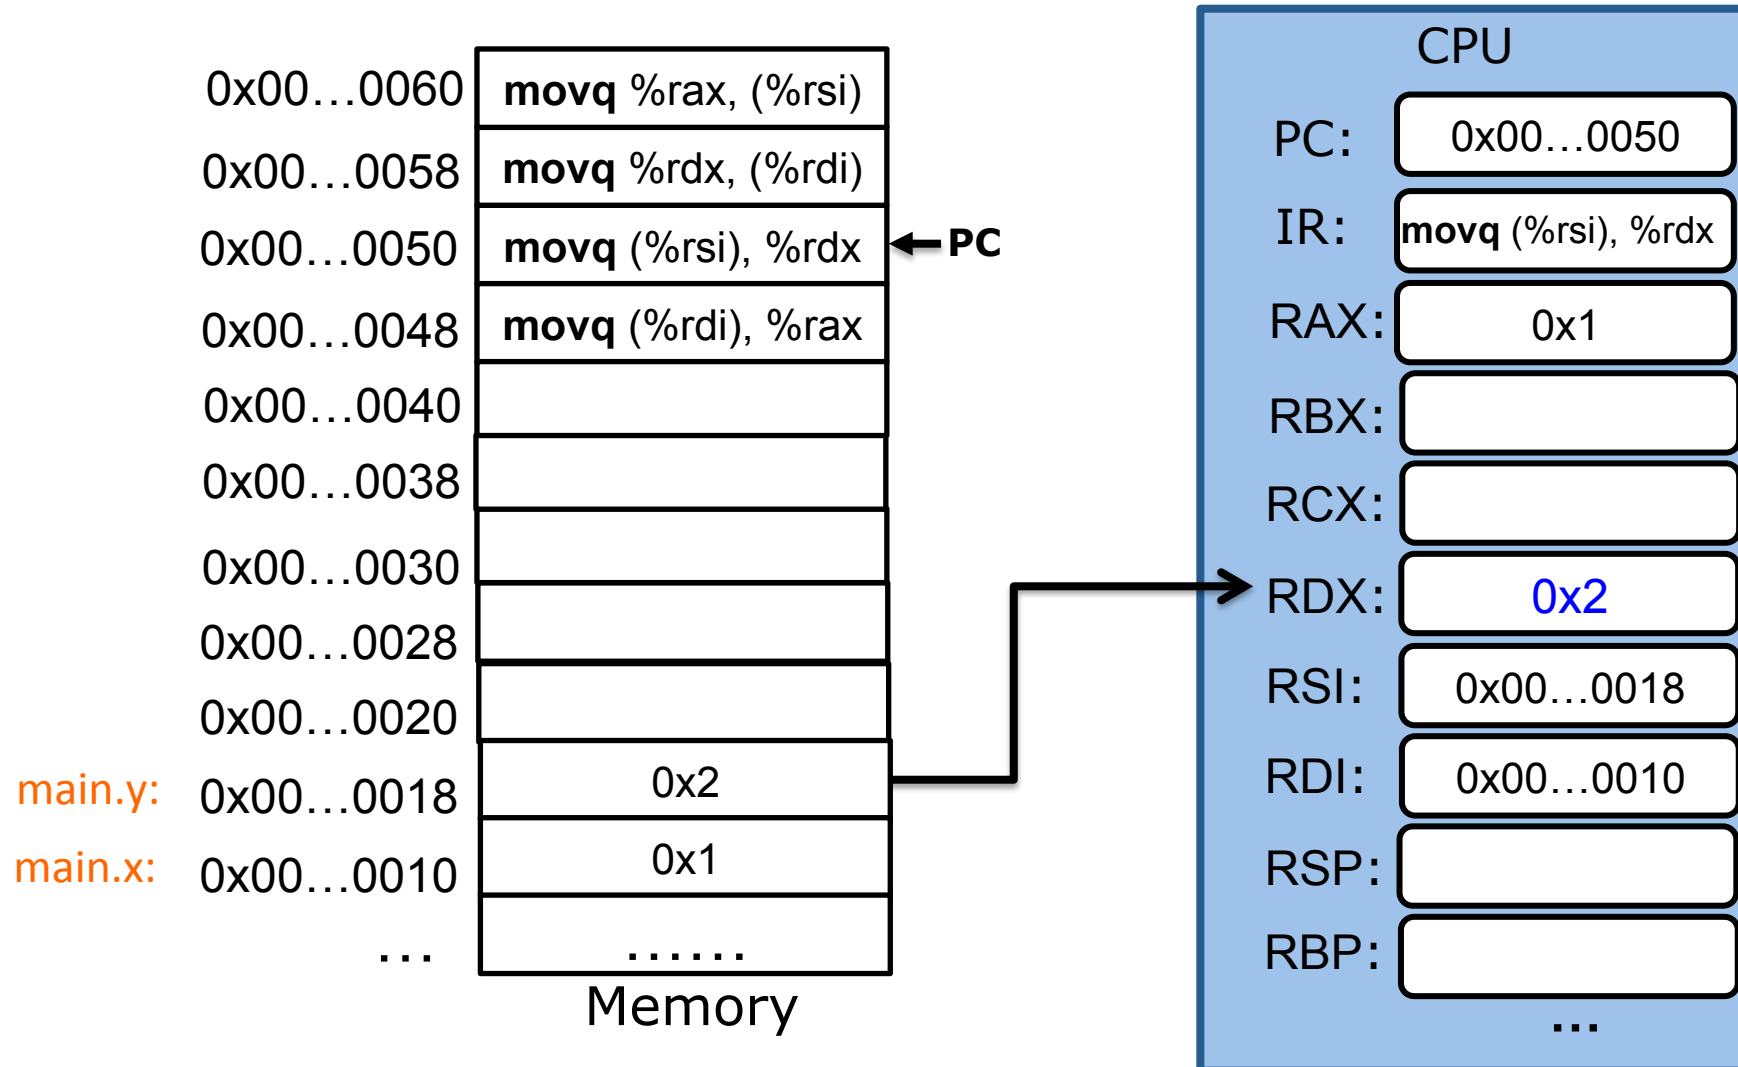 0x00…0060 movq %rax, (%rsi)
0x00…0058 movq %rdx, (%rdi)
0x00…0050 movq (%rsi), %rdx PC
0x00…0048 movq (%rdi), %rax
0x00…0040
0x00…0038
0x00…0030
0x00…0028
0x00…0020
main.y: 0x00…0018 0x2
main.x: 0x00…0010 0x1
… ……
Memory
CPU
PC: 0x00…0050
IR: movq (%rsi), %rdx
RAX: 0x1
RBX:
RCX:
RDX: 0x2
RSI: 0x00…0018
RDI: 0x00…0010
RSP:
RBP:
…